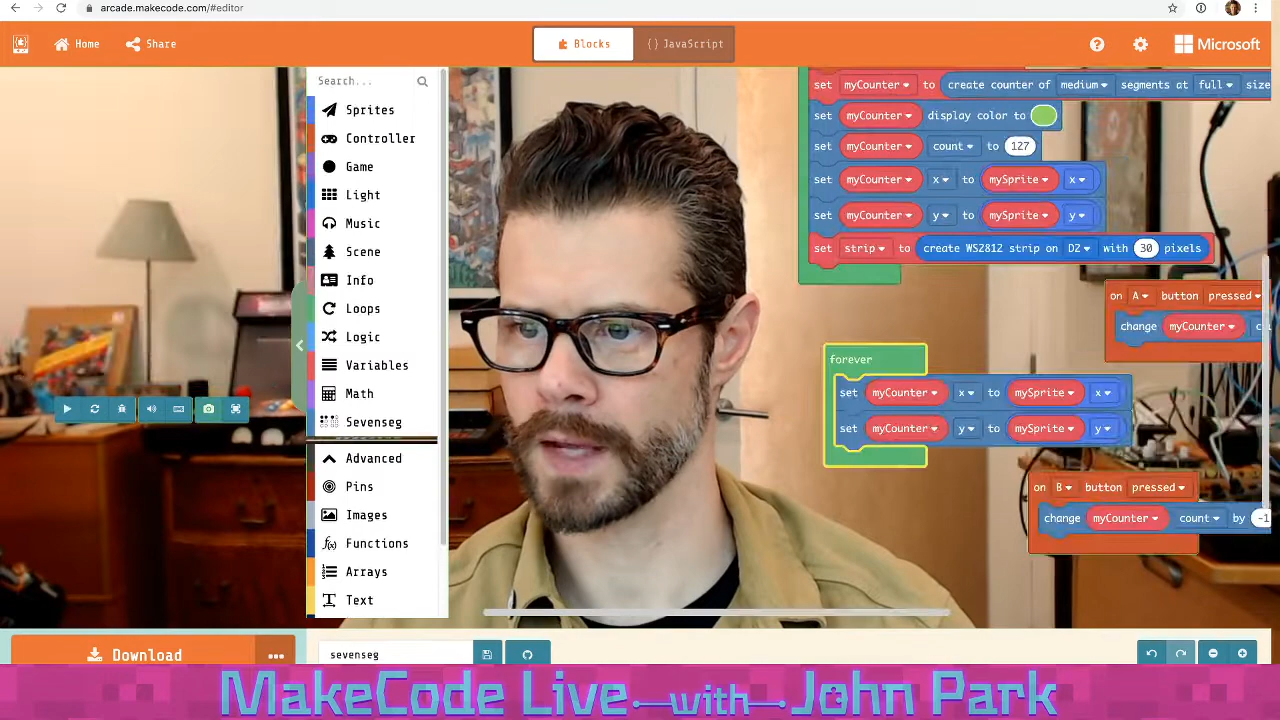 arcade.makecode.com/#editor
Home
Share
Blocks
{ } JavaScript
Microsoft
Search...
Sprites
Controller
Game
Light
Music
Scene
Info
Loops
Logic
Variables
Math
Sevenseg
Advanced
Pins
Images
Functions
Arrays
Text
set myCounter to create counter of medium segments at full size
set myCounter display color to
set myCounter count to 127
set myCounter x to mySprite x
set myCounter y to mySprite y
set strip to create WS2812 strip on D2 with 30 pixels
on A button pressed
change myCounter
forever
set myCounter x to mySprite x
set myCounter y to mySprite y
on B button pressed
change myCounter count by -1
Download
sevenseg
MakeCode Live with John Park